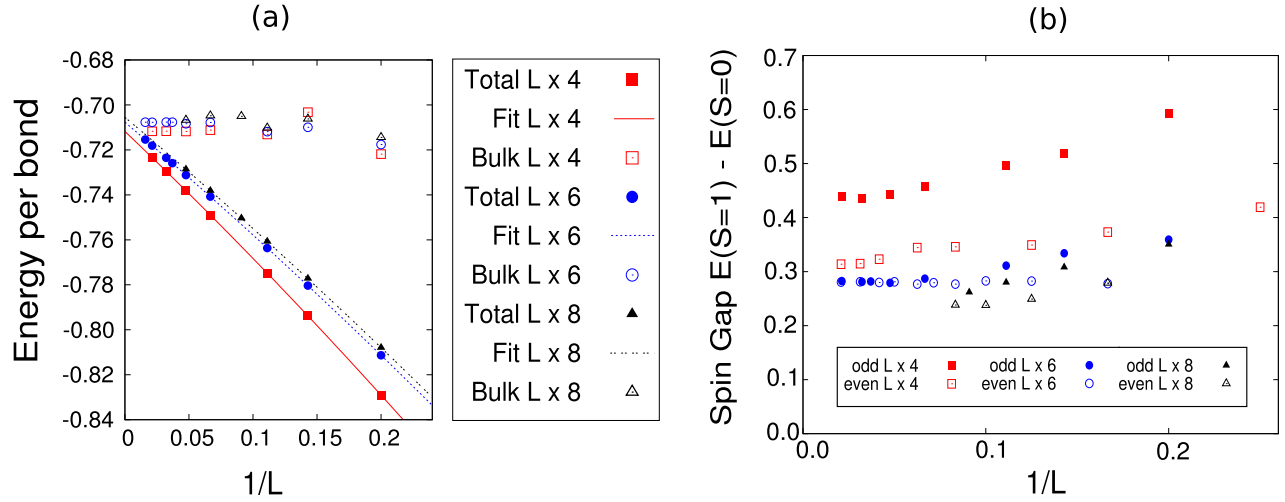 (a)
Energy per bond
-0.68
-0.70
-0.72
-0.74
-0.76
-0.78
-0.80
-0.82
-0.84
0
0.05
0.1
0.15
0.2
1/L
Total L x 4
Fit L x 4
Bulk L x 4
Total L x 6
Fit L x 6
Bulk L x 6
Total L x 8
Fit L x 8
Bulk L x 8
(b)
Spin Gap E(S=1) - E(S=0)
0.7
0.6
0.5
0.4
0.3
0.2
0.1
0.0
0.0
0.1
0.2
1/L
odd L x 4
odd L x 6
odd L x 8
even L x 4
even L x 6
even L x 8